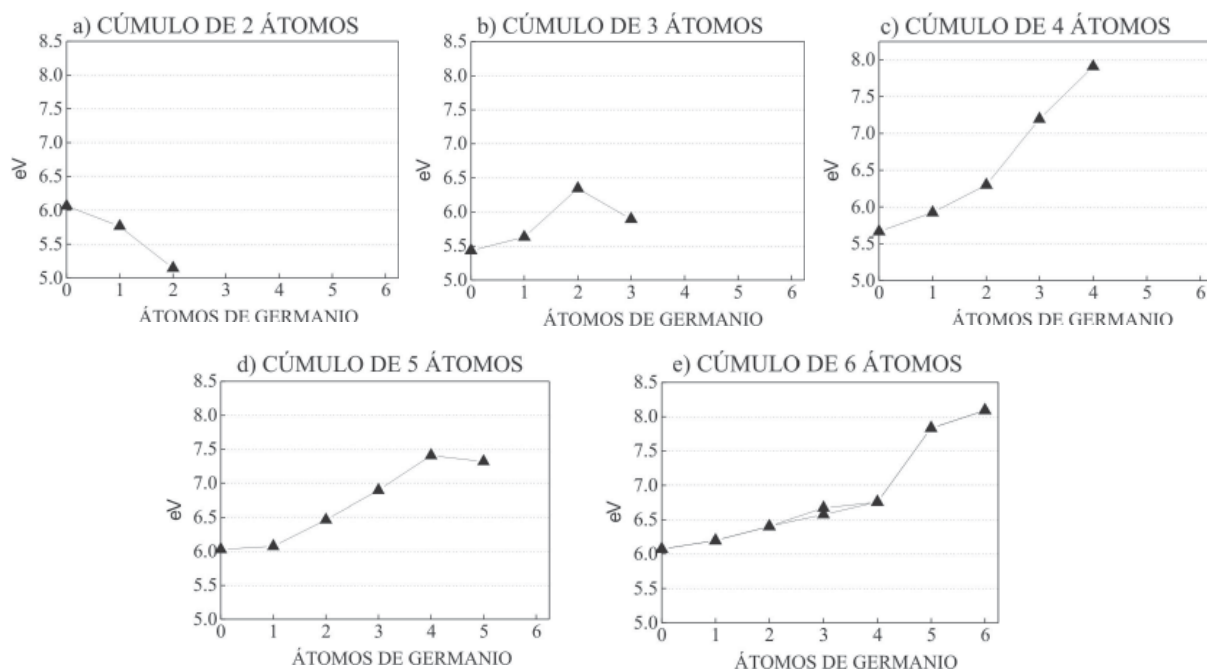 a) CÚMULO DE 2 ÁTOMOS
8.5
8.0
7.5
7.0
6.5
6.0
5.5
5.0
eV
0 1 2 3 4 5 6
ÁTOMOS DE GERMANIO
b) CÚMULO DE 3 ÁTOMOS
8.5
8.0
7.5
7.0
6.5
6.0
5.5
5.0
eV
0 1 2 3 4 5 6
ÁTOMOS DE GERMANIO
c) CÚMULO DE 4 ÁTOMOS
8.0
7.5
7.0
6.5
6.0
5.5
5.0
eV
0 1 2 3 4 5 6
ÁTOMOS DE GERMANIO
d) CÚMULO DE 5 ÁTOMOS
8.5
8.0
7.5
7.0
6.5
6.0
5.5
5.0
eV
0 1 2 3 4 5 6
ÁTOMOS DE GERMANIO
e) CÚMULO DE 6 ÁTOMOS
8.5
8.0
7.5
7.0
6.5
6.0
5.5
5.0
eV
0 1 2 3 4 5 6
ÁTOMOS DE GERMANIO